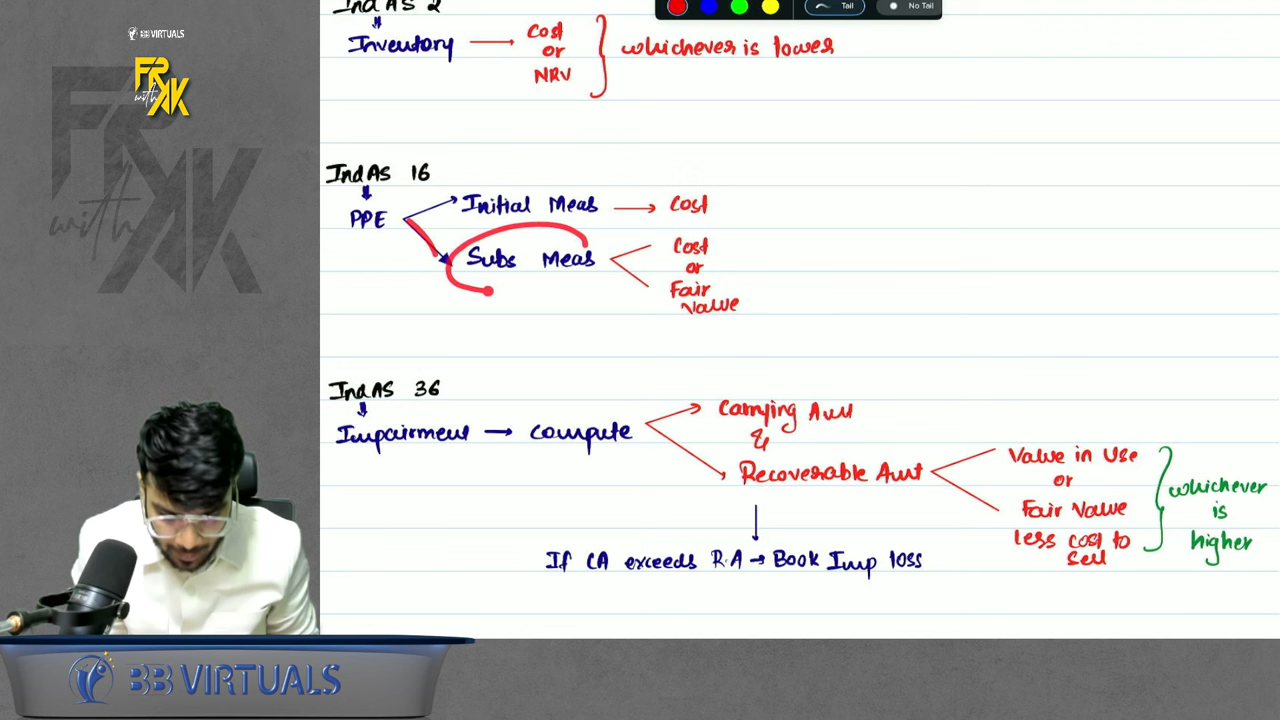 Ind AS 2
Inventory → Cost or NRV } whichever is lower
Ind AS 16
PPE
Initial Meas → Cost
Subs Meas
Cost
or
Fair
Value
Ind AS 36
Impairment → Compute
Carrying Amt
&
Recoverable Amt
Value in Use
or
Fair Value
less cost to
Sell
whichever
is
higher
If CA exceeds R.A → Book Imp loss
Tail
No Tail
BB VIRTUALS
FR
with
AK
FR
with
AK
BB VIRTUALS